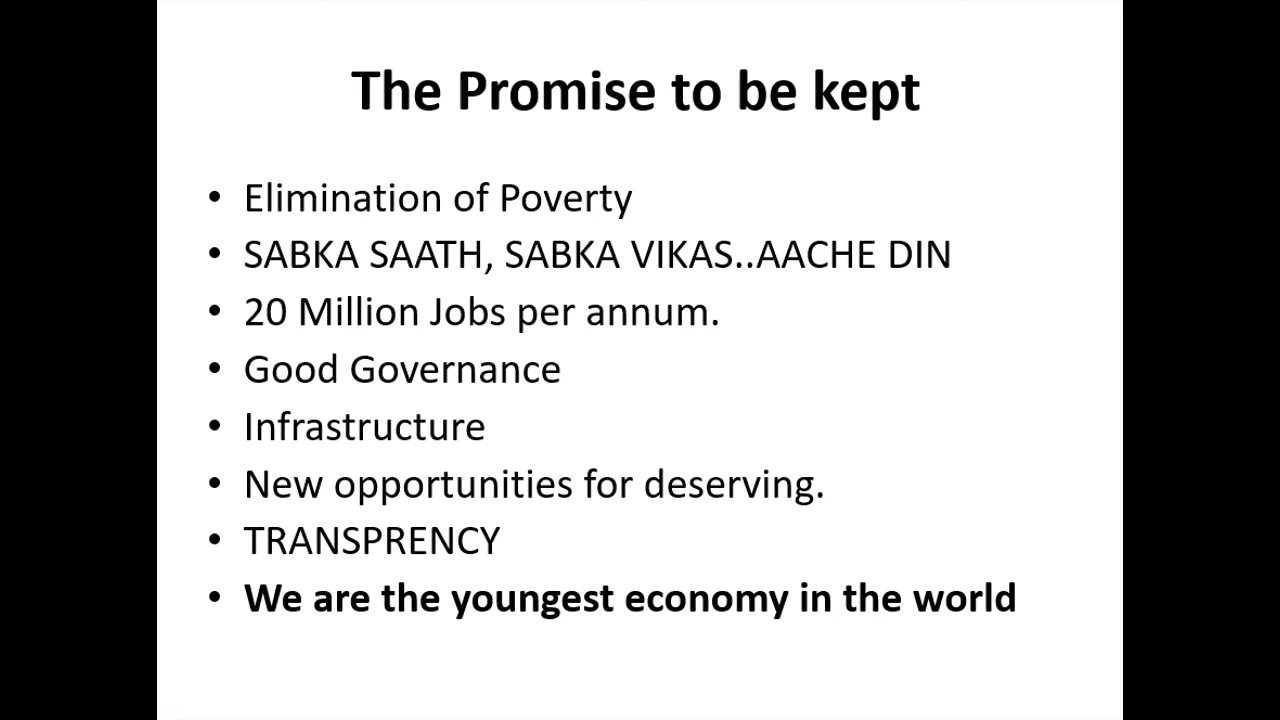 The Promise to be kept
• Elimination of Poverty
• SABKA SAATH, SABKA VIKAS..AACHE DIN
• 20 Million Jobs per annum.
• Good Governance
• Infrastructure
• New opportunities for deserving.
• TRANSPRENCY
• We are the youngest economy in the world